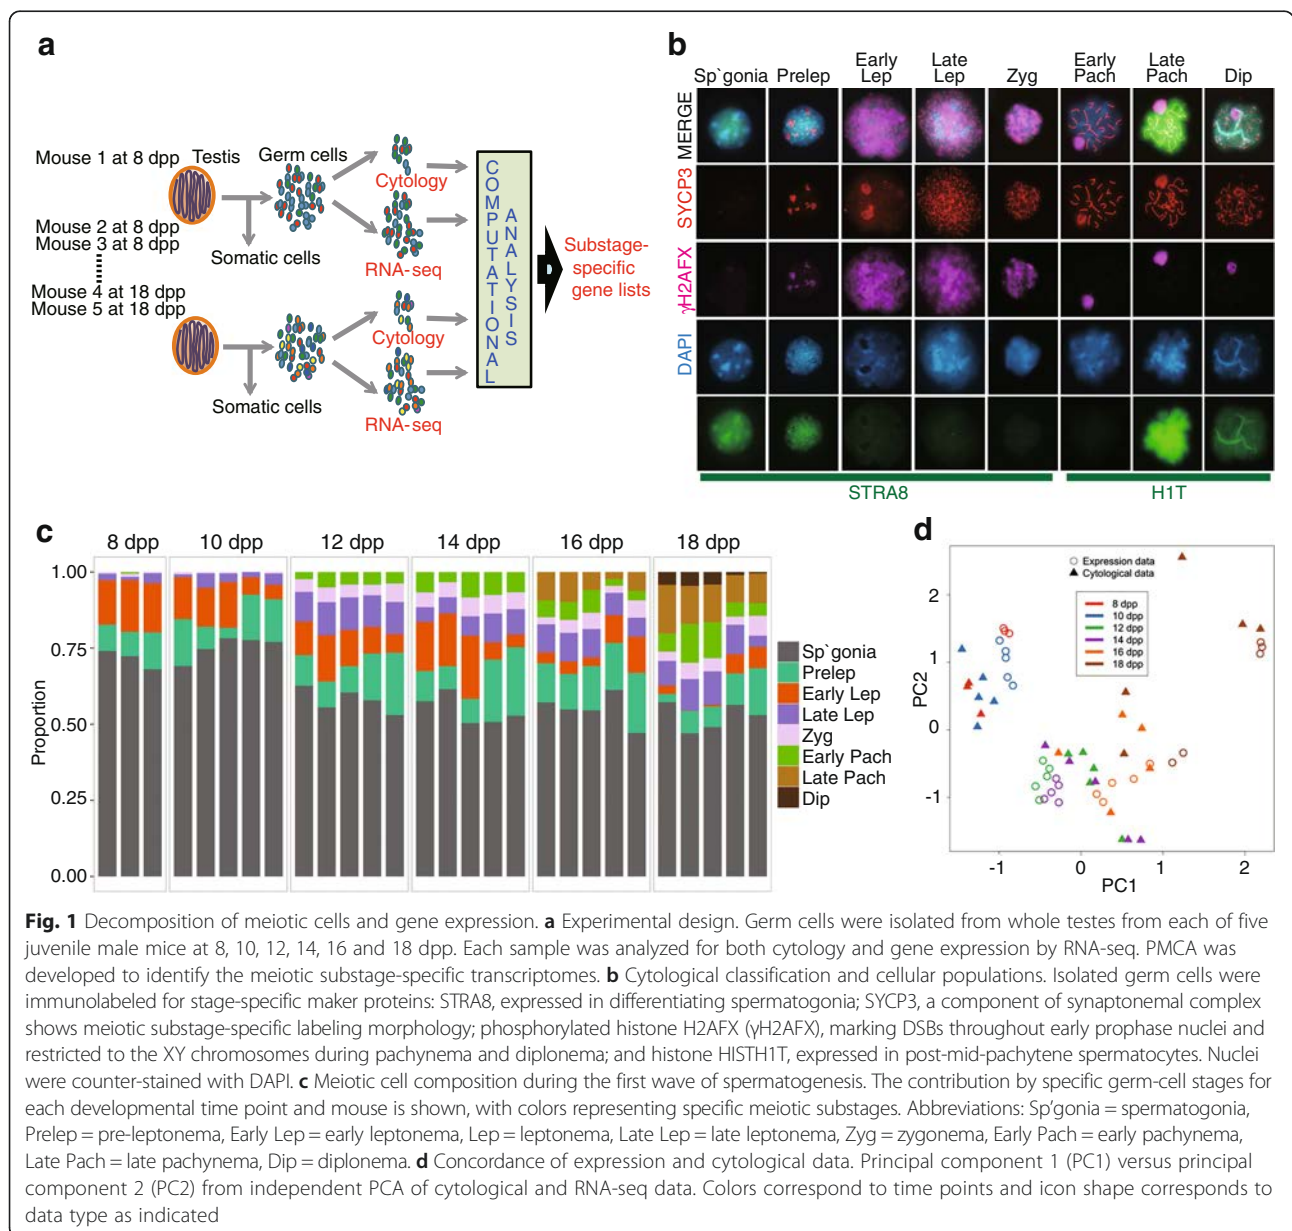 a
Mouse 1 at 8 dpp
Testis
Germ cells
Cytology
Mouse 2 at 8 dpp
Mouse 3 at 8 dpp
Somatic cells
RNA-seq
Mouse 4 at 18 dpp
Mouse 5 at 18 dpp
Cytology
Somatic cells
RNA-seq
COMPUTATIONAL
ANALYSIS
Substage-
specific
gene lists
b
Sp`gonia
Prelep
Early
Lep
Late
Lep
Zyg
Early
Pach
Late
Pach
Dip
MERGE
SYCP3
γH2AFX
DAPI
STRA8
H1T
c
8 dpp
10 dpp
12 dpp
14 dpp
16 dpp
18 dpp
1.00
0.75
0.50
0.25
0.00
Proportion
Sp`gonia
Prelep
Early Lep
Late Lep
Zyg
Early Pach
Late Pach
Dip
d
Expression data
Cytological data
8 dpp
10 dpp
12 dpp
14 dpp
16 dpp
18 dpp
2
1
0
-1
PC2
-1
0
1
2
PC1
Fig. 1 Decomposition of meiotic cells and gene expression. a Experimental design. Germ cells were isolated from whole testes from each of five
juvenile male mice at 8, 10, 12, 14, 16 and 18 dpp. Each sample was analyzed for both cytology and gene expression by RNA-seq. PMCA was
developed to identify the meiotic substage-specific transcriptomes. b Cytological classification and cellular populations. Isolated germ cells were
immunolabeled for stage-specific maker proteins: STRA8, expressed in differentiating spermatogonia; SYCP3, a component of synaptonemal complex
shows meiotic substage-specific labeling morphology; phosphorylated histone H2AFX (γH2AFX), marking DSBs throughout early prophase nuclei and
restricted to the XY chromosomes during pachynema and diplonema; and histone HISTH1T, expressed in post-mid-pachytene spermatocytes. Nuclei
were counter-stained with DAPI. c Meiotic cell composition during the first wave of spermatogenesis. The contribution by specific germ-cell stages for
each developmental time point and mouse is shown, with colors representing specific meiotic substages. Abbreviations: Sp'gonia = spermatogonia,
Prelep = pre-leptonema, Early Lep = early leptonema, Lep = leptonema, Late Lep = late leptonema, Zyg = zygonema, Early Pach = early pachynema,
Late Pach = late pachynema, Dip = diplonema. d Concordance of expression and cytological data. Principal component 1 (PC1) versus principal
component 2 (PC2) from independent PCA of cytological and RNA-seq data. Colors correspond to time points and icon shape corresponds to
data type as indicated